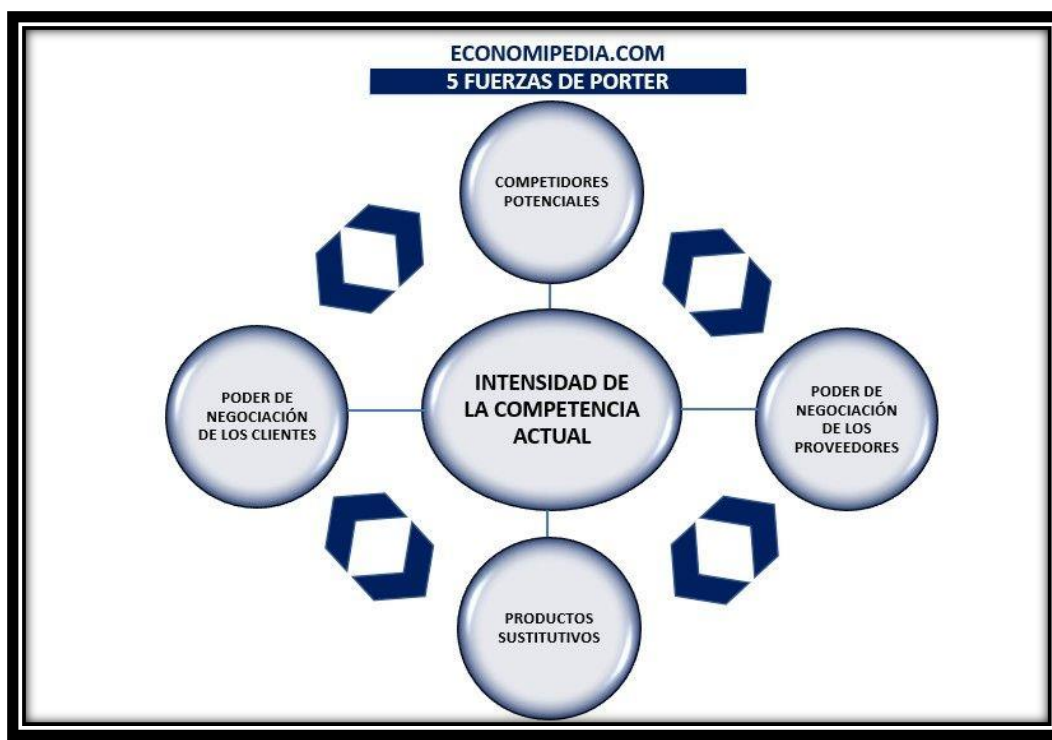 ECONOMIPEDIA.COM
5 FUERZAS DE PORTER
COMPETIDORES
POTENCIALES
PODER DE
NEGOCIACIÓN
DE LOS CLIENTES
INTENSIDAD DE
LA COMPETENCIA
ACTUAL
PODER DE
NEGOCIACIÓN
DE LOS
PROVEEDORES
PRODUCTOS
SUSTITUTIVOS